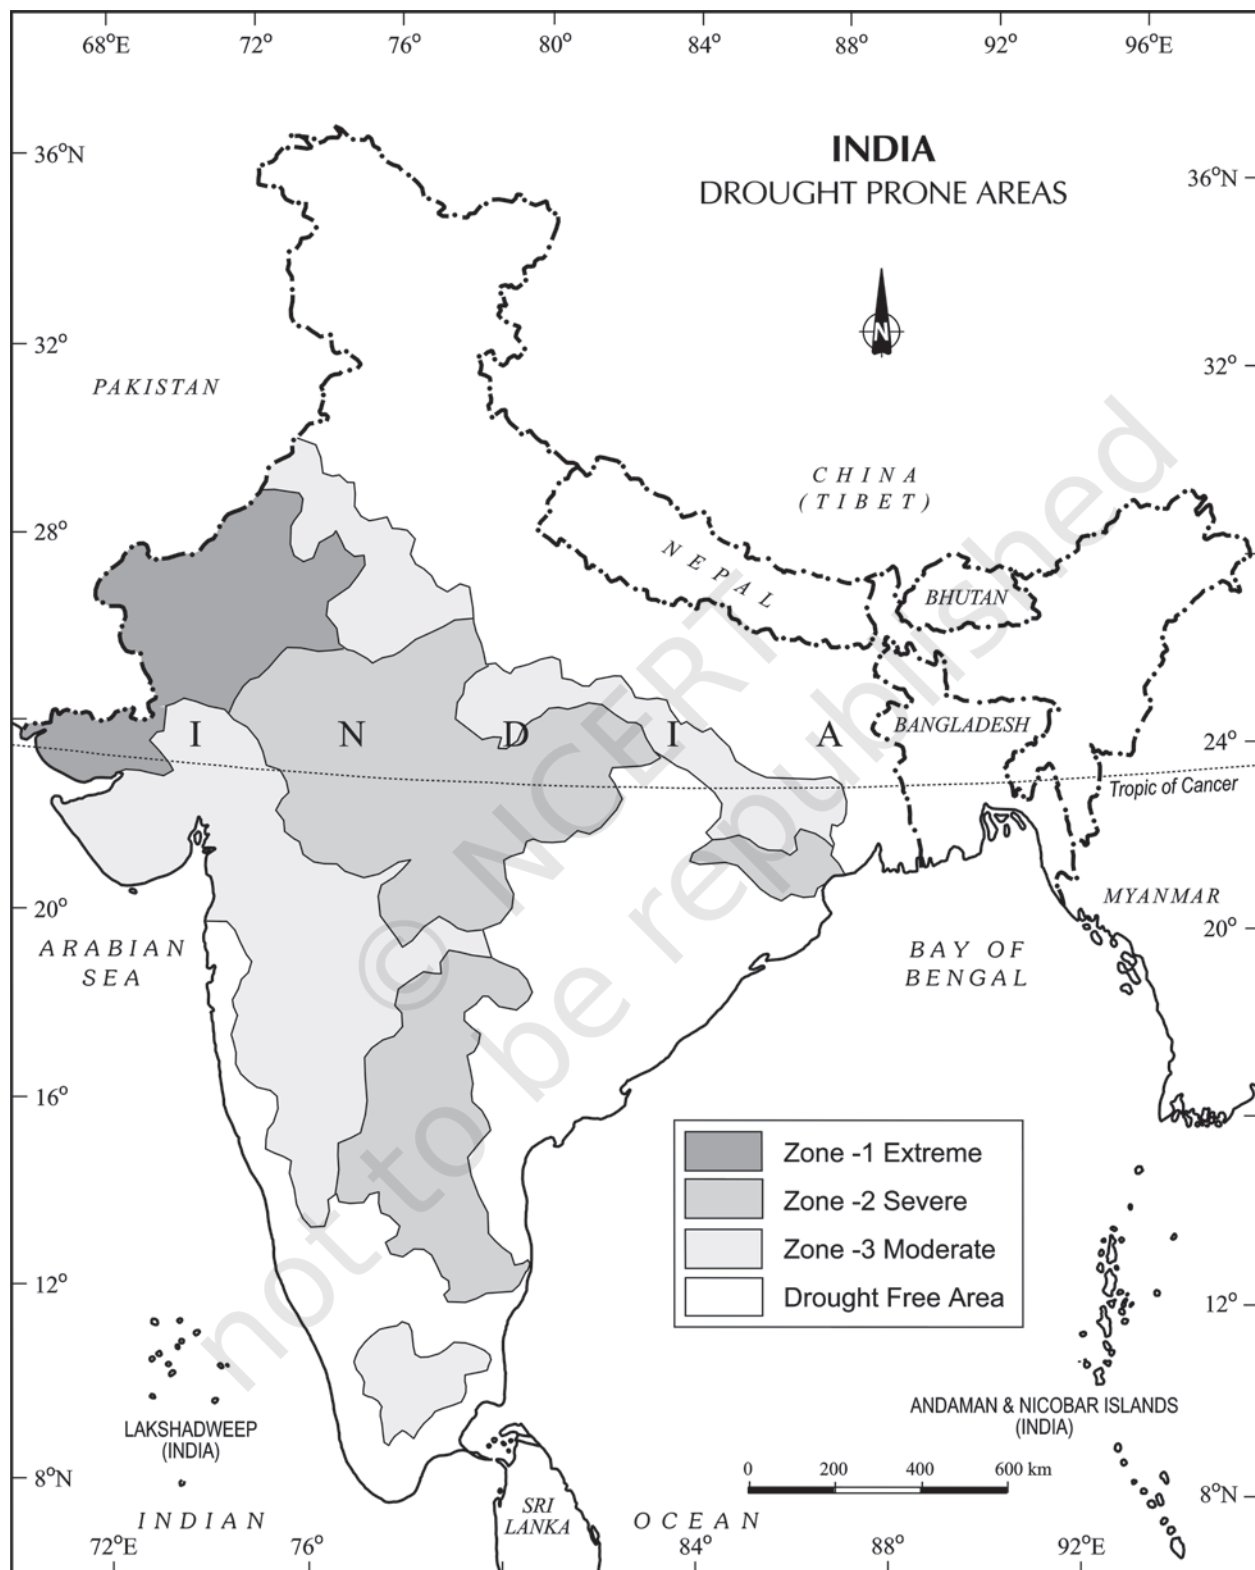 68°E 72° 76° 80° 84° 88° 92° 96°E
INDIA
DROUGHT PRONE AREAS
36°N
36°N
N
32°
32°
PAKISTAN
CHINA
(TIBET)
28°
NEPAL
BHUTAN
I N D I A
BANGLADESH
24°
Tropic of Cancer
MYANMAR
20°
20°
ARABIAN
SEA
BAY OF
BENGAL
© NCERT
not to be republished
16°
Zone -1 Extreme
Zone -2 Severe
Zone -3 Moderate
Drought Free Area
12°
12°
LAKSHADWEEP
(INDIA)
ANDAMAN & NICOBAR ISLANDS
(INDIA)
8°N
8°N
0 200 400 600 km
SRI
LANKA
INDIAN OCEAN
72°E 76° 84° 88° 92°E